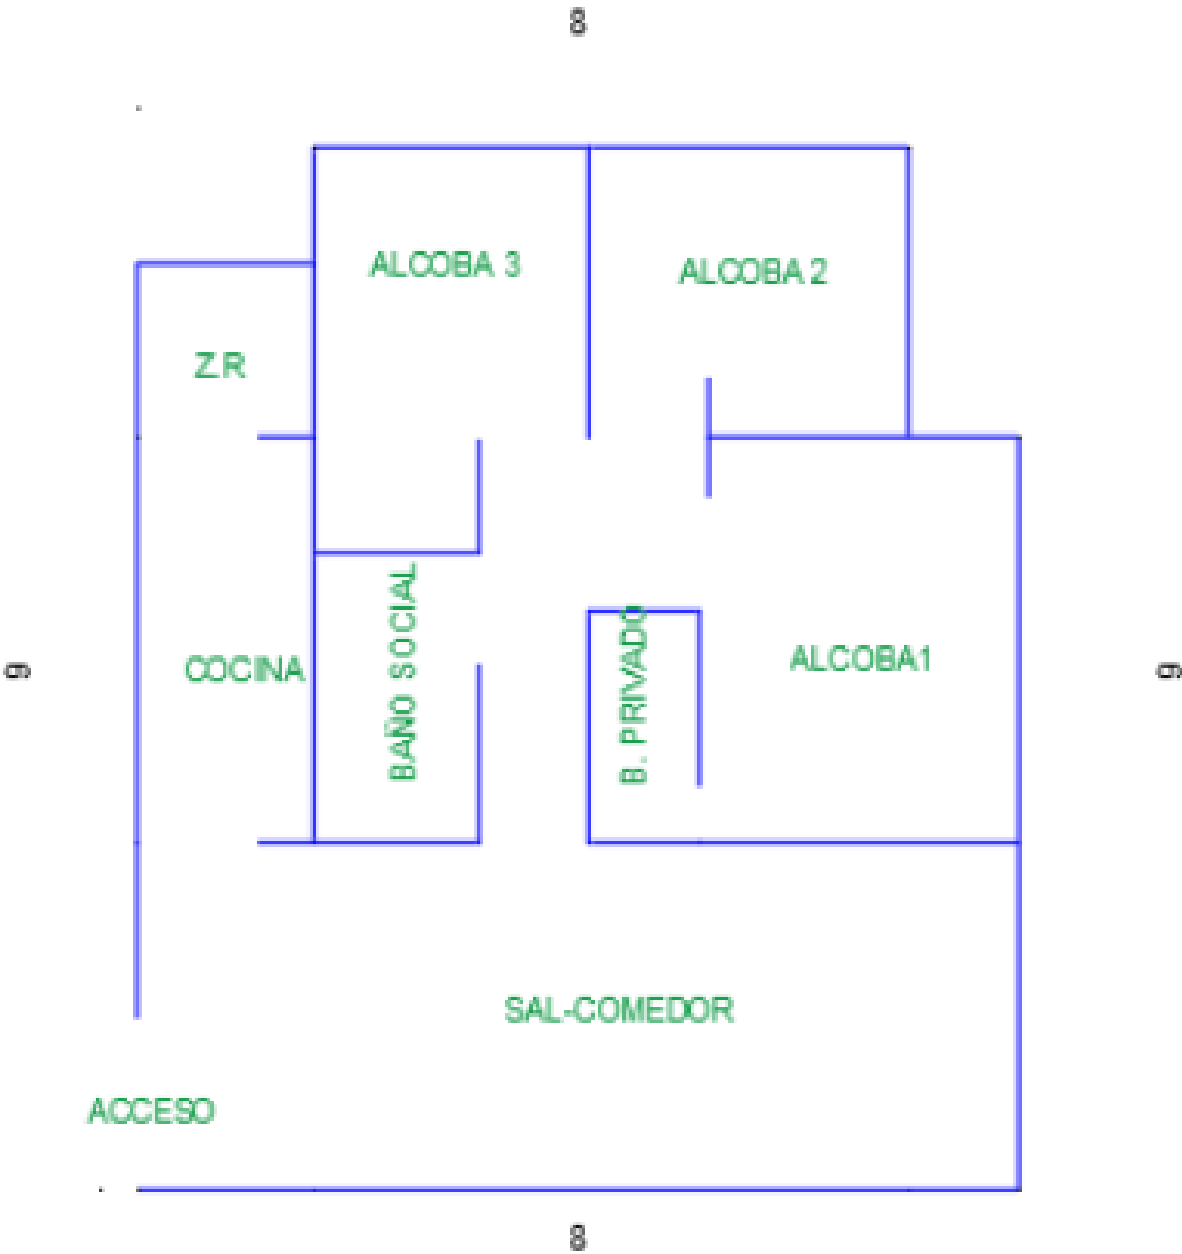 8
ALCOBA 3
ALCOBA 2
Z.R
9
COCINA
BAÑO SOCIAL
B. PRIVADO
ALCOBA1
9
SAL-COMEDOR
ACCESO
8